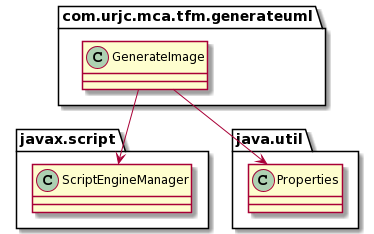 com.urjc.mca.tfm.generateuml
C GenerateImage
javax.script
C ScriptEngineManager
java.util
C Properties